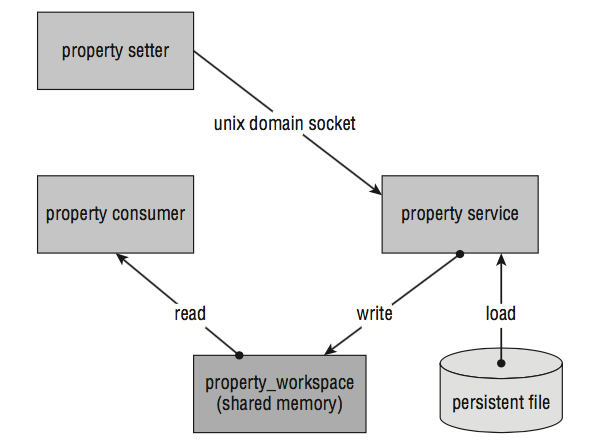 property setter
unix domain socket
property consumer
property service
read
write
load
property_workspace
(shared memory)
persistent file